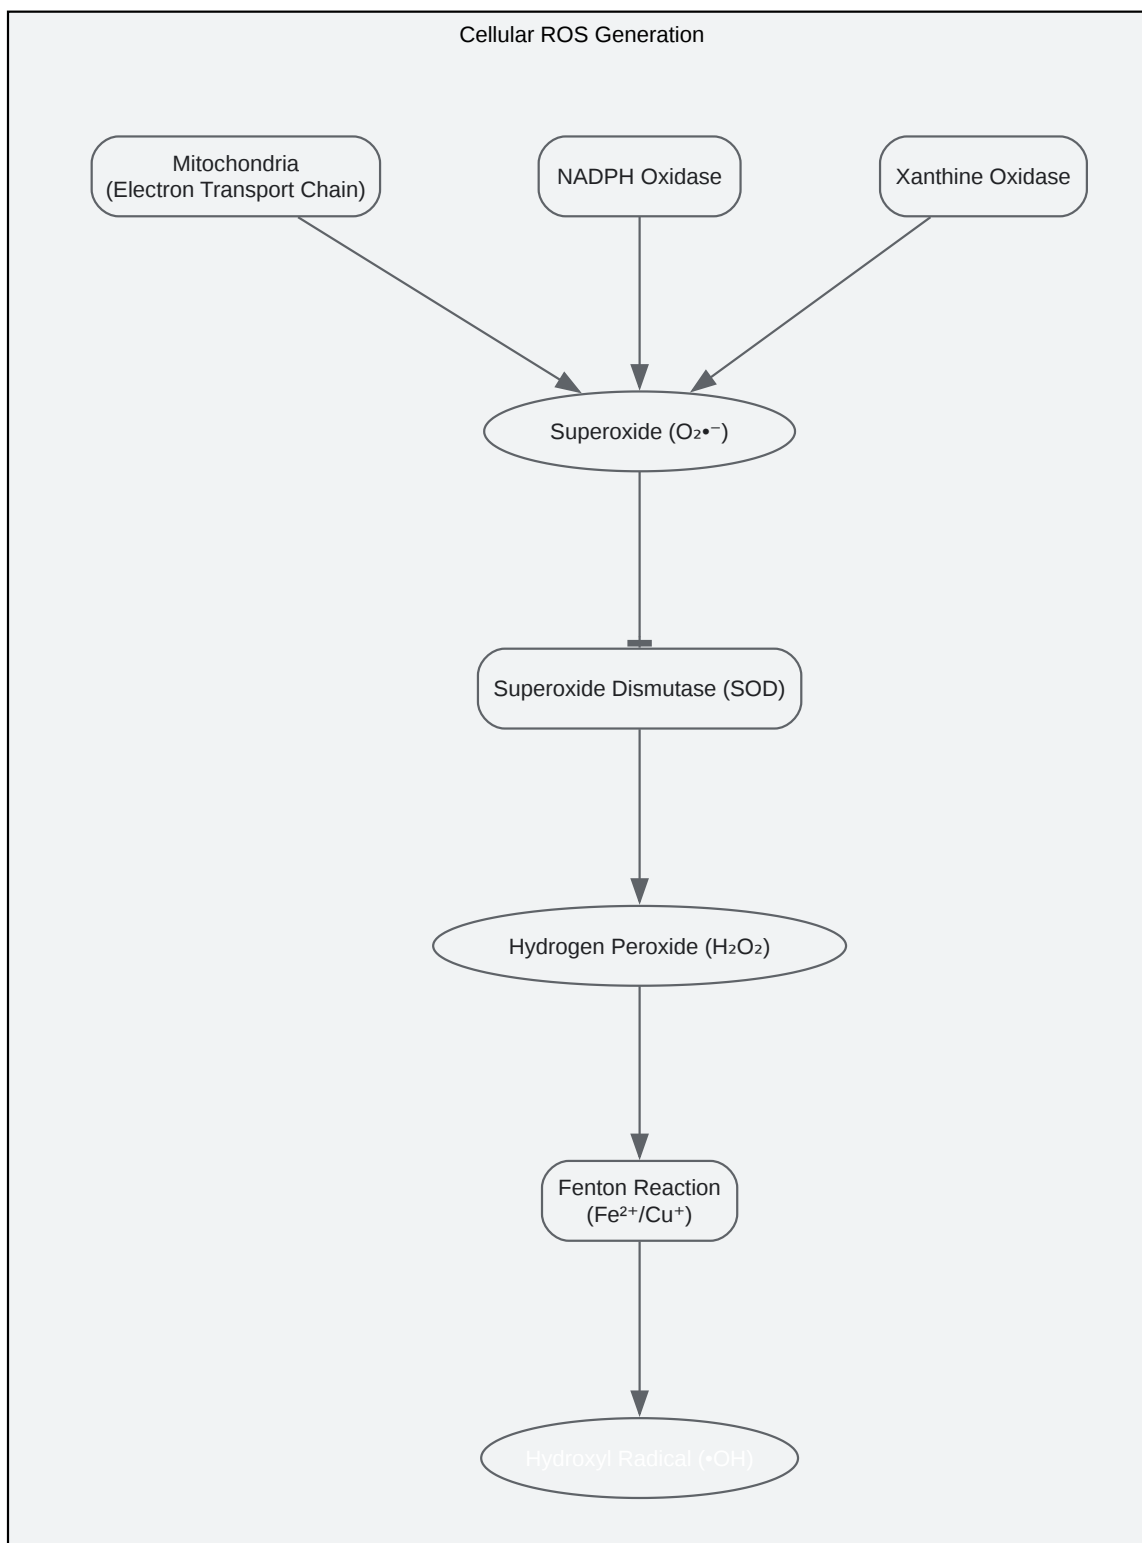 Cellular ROS Generation
Mitochondria
(Electron Transport Chain)
NADPH Oxidase
Xanthine Oxidase
Superoxide (O₂•⁻)
Superoxide Dismutase (SOD)
Hydrogen Peroxide (H₂O₂)
Fenton Reaction
(Fe²⁺/Cu⁺)
Hydroxyl Radical (•OH)